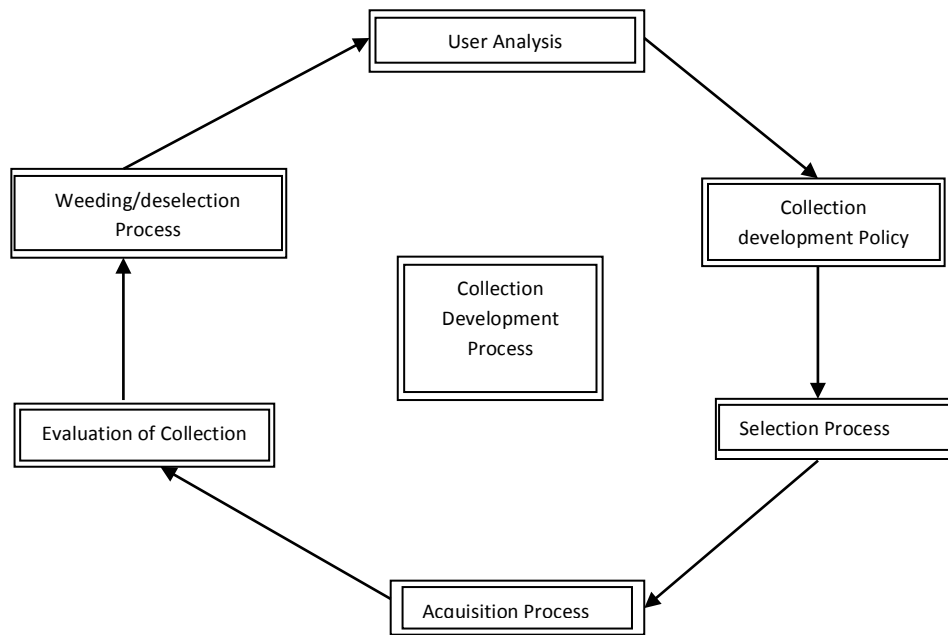 User Analysis
Collection
development Policy
Selection Process
Acquisition Process
Evaluation of Collection
Weeding/deselection
Process
Collection
Development
Process